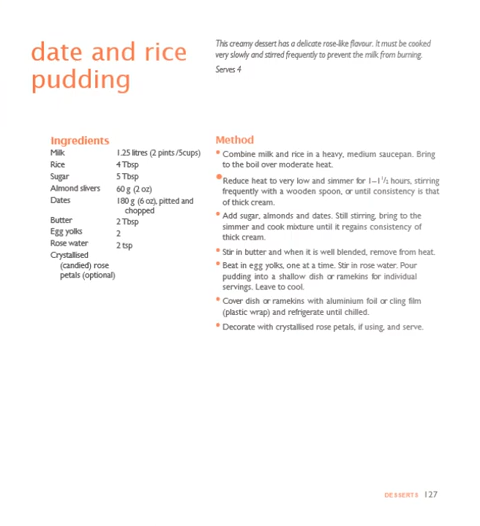 date and rice
pudding
This creamy dessert has a delicate rose-like flavour. It must be cooked
very slowly and stirred frequently to prevent the milk from burning.
Serves 4
Ingredients
Milk 1.25 litres (2 pints /5cups)
Rice 4 Tbsp
Sugar 5 Tbsp
Almond slivers 60 g (2 oz)
Dates 180 g (6 oz), pitted and
chopped
Butter 2 Tbsp
Egg yolks 2
Rose water 2 tsp
Crystallised
(candied) rose
petals (optional)
Method
• Combine milk and rice in a heavy, medium saucepan. Bring
to the boil over moderate heat.
• Reduce heat to very low and simmer for 1–1¹/₂ hours, stirring
frequently with a wooden spoon, or until consistency is that
of thick cream.
• Add sugar, almonds and dates. Still stirring, bring to the
simmer and cook mixture until it regains consistency of
thick cream.
• Stir in butter and when it is well blended, remove from heat.
• Beat in egg yolks, one at a time. Stir in rose water. Pour
pudding into a shallow dish or ramekins for individual
servings. Leave to cool.
• Cover dish or ramekins with aluminium foil or cling film
(plastic wrap) and refrigerate until chilled.
• Decorate with crystallised rose petals, if using, and serve.
DESSERTS 127